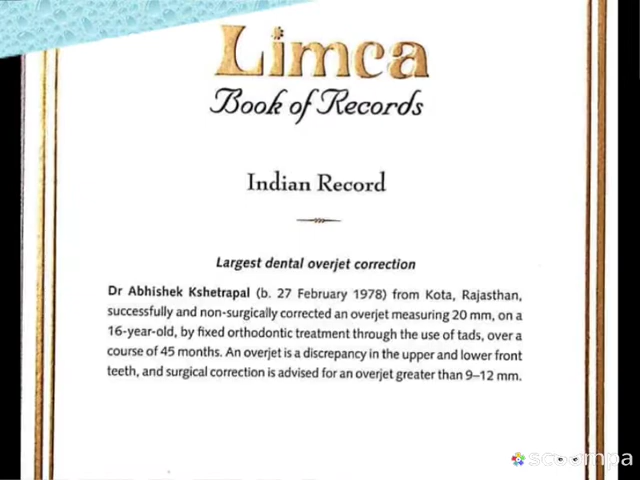 Limca
Book of Records
Indian Record
Largest dental overjet correction
Dr Abhishek Kshetrapal (b. 27 February 1978) from Kota, Rajasthan,
successfully and non-surgically corrected an overjet measuring 20 mm, on a
16-year-old, by fixed orthodontic treatment through the use of tads, over a
course of 45 months. An overjet is a discrepancy in the upper and lower front
teeth, and surgical correction is advised for an overjet greater than 9–12 mm.